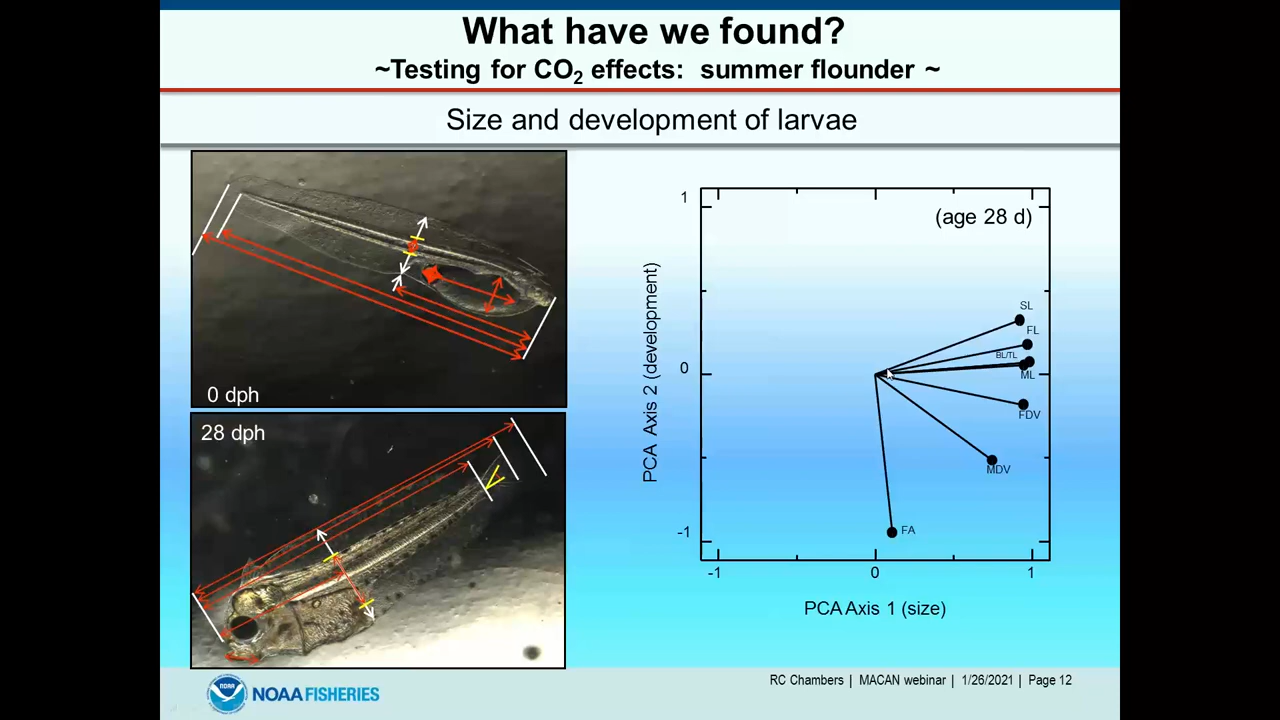 What have we found?
~Testing for CO₂ effects: summer flounder ~
Size and development of larvae
0 dph
28 dph
(age 28 d)
1
0
-1
PCA Axis 2 (development)
SL
FL
BL/TL
ML
FDV
MDV
FA
-1
0
1
PCA Axis 1 (size)
NOAA
NOAA FISHERIES
RC Chambers | MACAN webinar | 1/26/2021 | Page 12